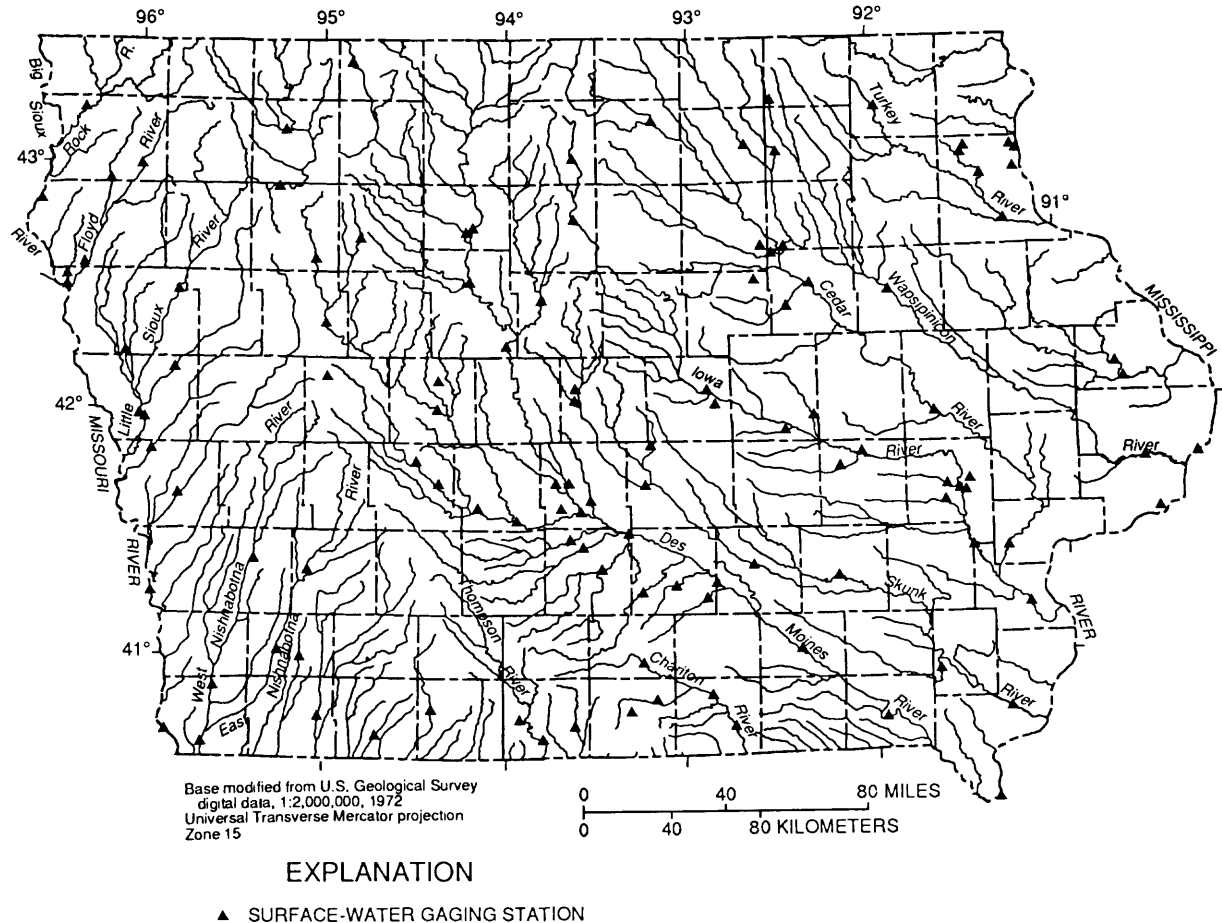 96° 95° 94° 93° 92°
R.
Big
Sioux
River
Rock
River
43°
Floyd
River
Turkey
River
91°
Sioux
Little
Cedar
River
Wapsipinion
River
MISSISSIPPI
RIVER
42°
MISSOURI
RIVER
River
River
Iowa
River
Des
Moines
River
Skunk
River
41°
West
Nishnabotna
East
Nishnabotna
Thompson
River
Chariton
River
Base modified from U.S. Geological Survey
digital data, 1:2,000,000, 1972
Universal Transverse Mercator projection
Zone 15
95° 94° 93° 92°
0 40 80 MILES
0 40 80 KILOMETERS
EXPLANATION
▲ SURFACE-WATER GAGING STATION